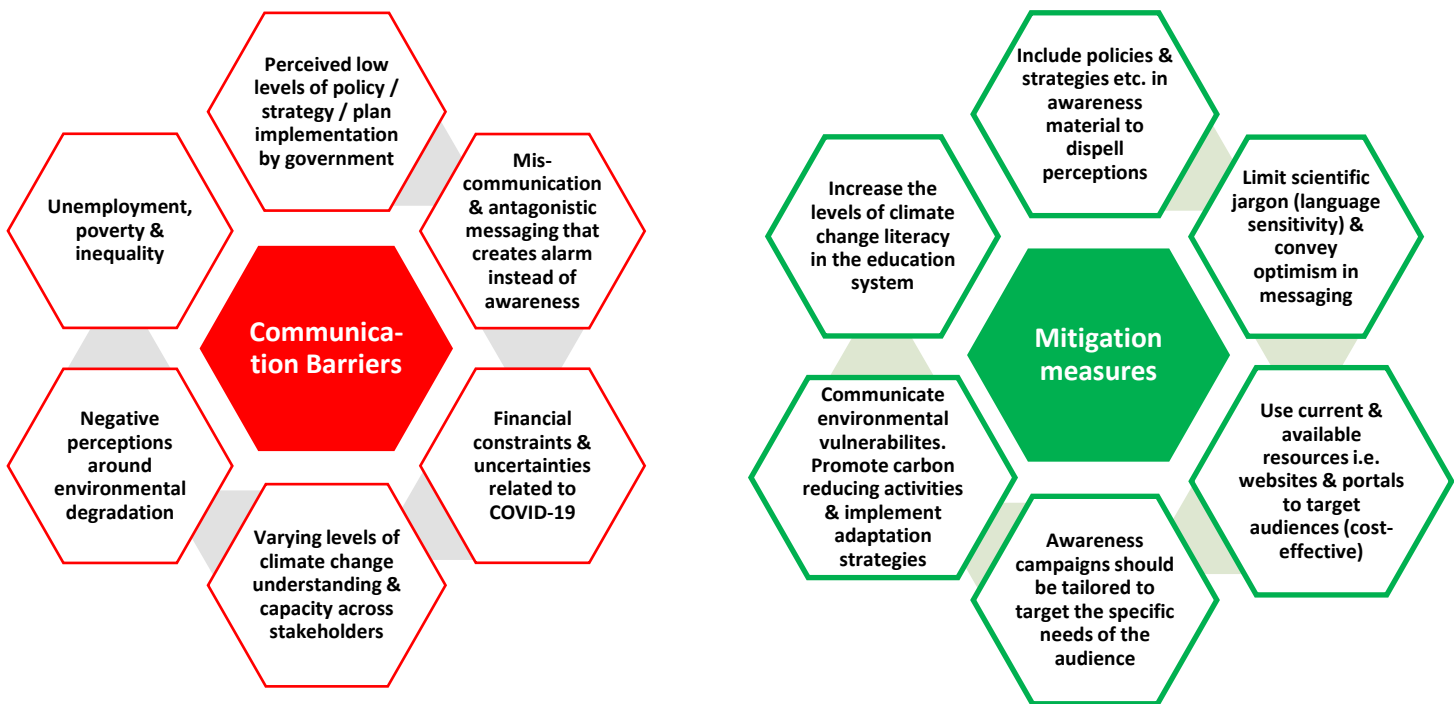 Perceived low
levels of policy /
strategy / plan
implementation
by government
Mis-
communication
& antagonistic
messaging that
creates alarm
instead of
awareness
Financial
constraints &
uncertainties
related to
COVID-19
Varying levels of
climate change
understanding &
capacity across
stakeholders
Negative
perceptions
around
environmental
degradation
Unemployment,
poverty &
inequality
Communica-
tion Barriers
Include policies &
strategies etc. in
awareness
material to
dispell
perceptions
Limit scientific
jargon (language
sensitivity) &
convey
optimism in
messaging
Use current &
available
resources i.e.
websites & portals
to target
audiences (cost-
effective)
Awareness
campaigns should
be tailored to
target the specific
needs of the
audience
Communicate
environmental
vulnerabilites.
Promote carbon
reducing activities
& implement
adaptation
strategies
Increase the
levels of climate
change literacy
in the education
system
Mitigation
measures